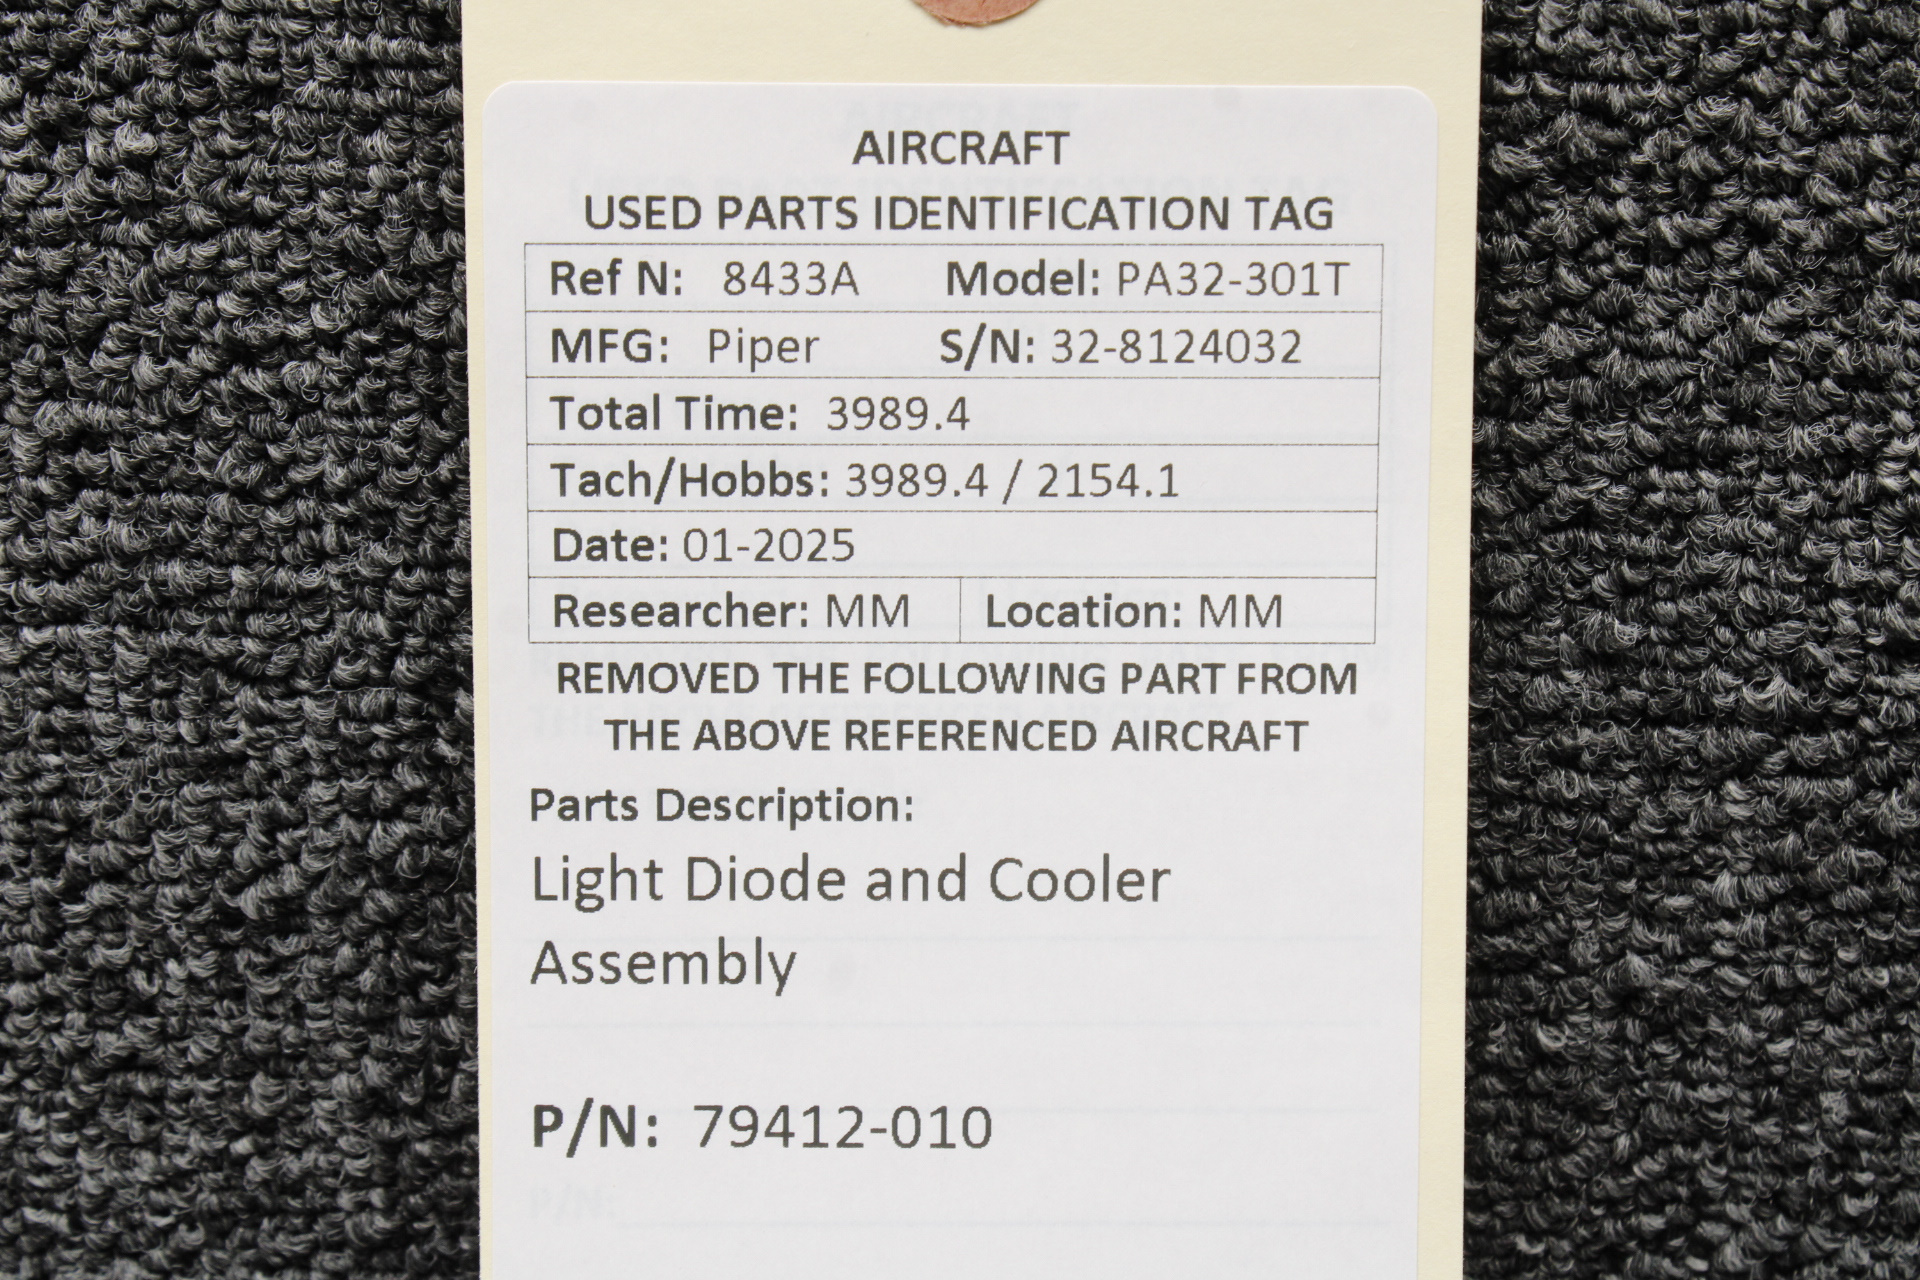 AIRCRAFT
USED PARTS IDENTIFICATION TAG
Ref N: 8433A Model: PA32-301T
MFG: Piper S/N: 32-8124032
Total Time: 3989.4
Tach/Hobbs: 3989.4 / 2154.1
Date: 01-2025
Researcher: MM Location: MM
REMOVED THE FOLLOWING PART FROM
THE ABOVE REFERENCED AIRCRAFT
Parts Description:
Light Diode and Cooler
Assembly
P/N: 79412-010